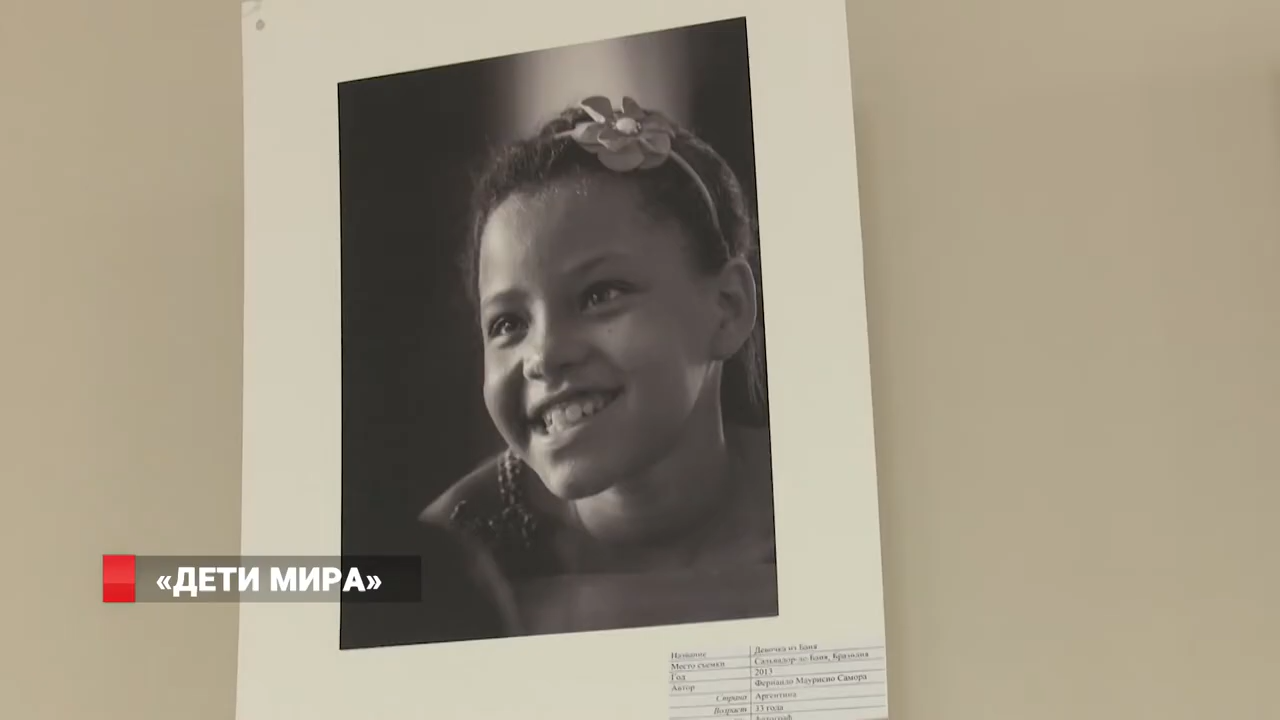 «ДЕТИ МИРА»
Название Девочка из Баия
Место съемки Сальвадор-де-Баия, Бразилия
Год 2013
Автор Фернандо Маурисио Самора
Страна Аргентина
Возраст 33 года